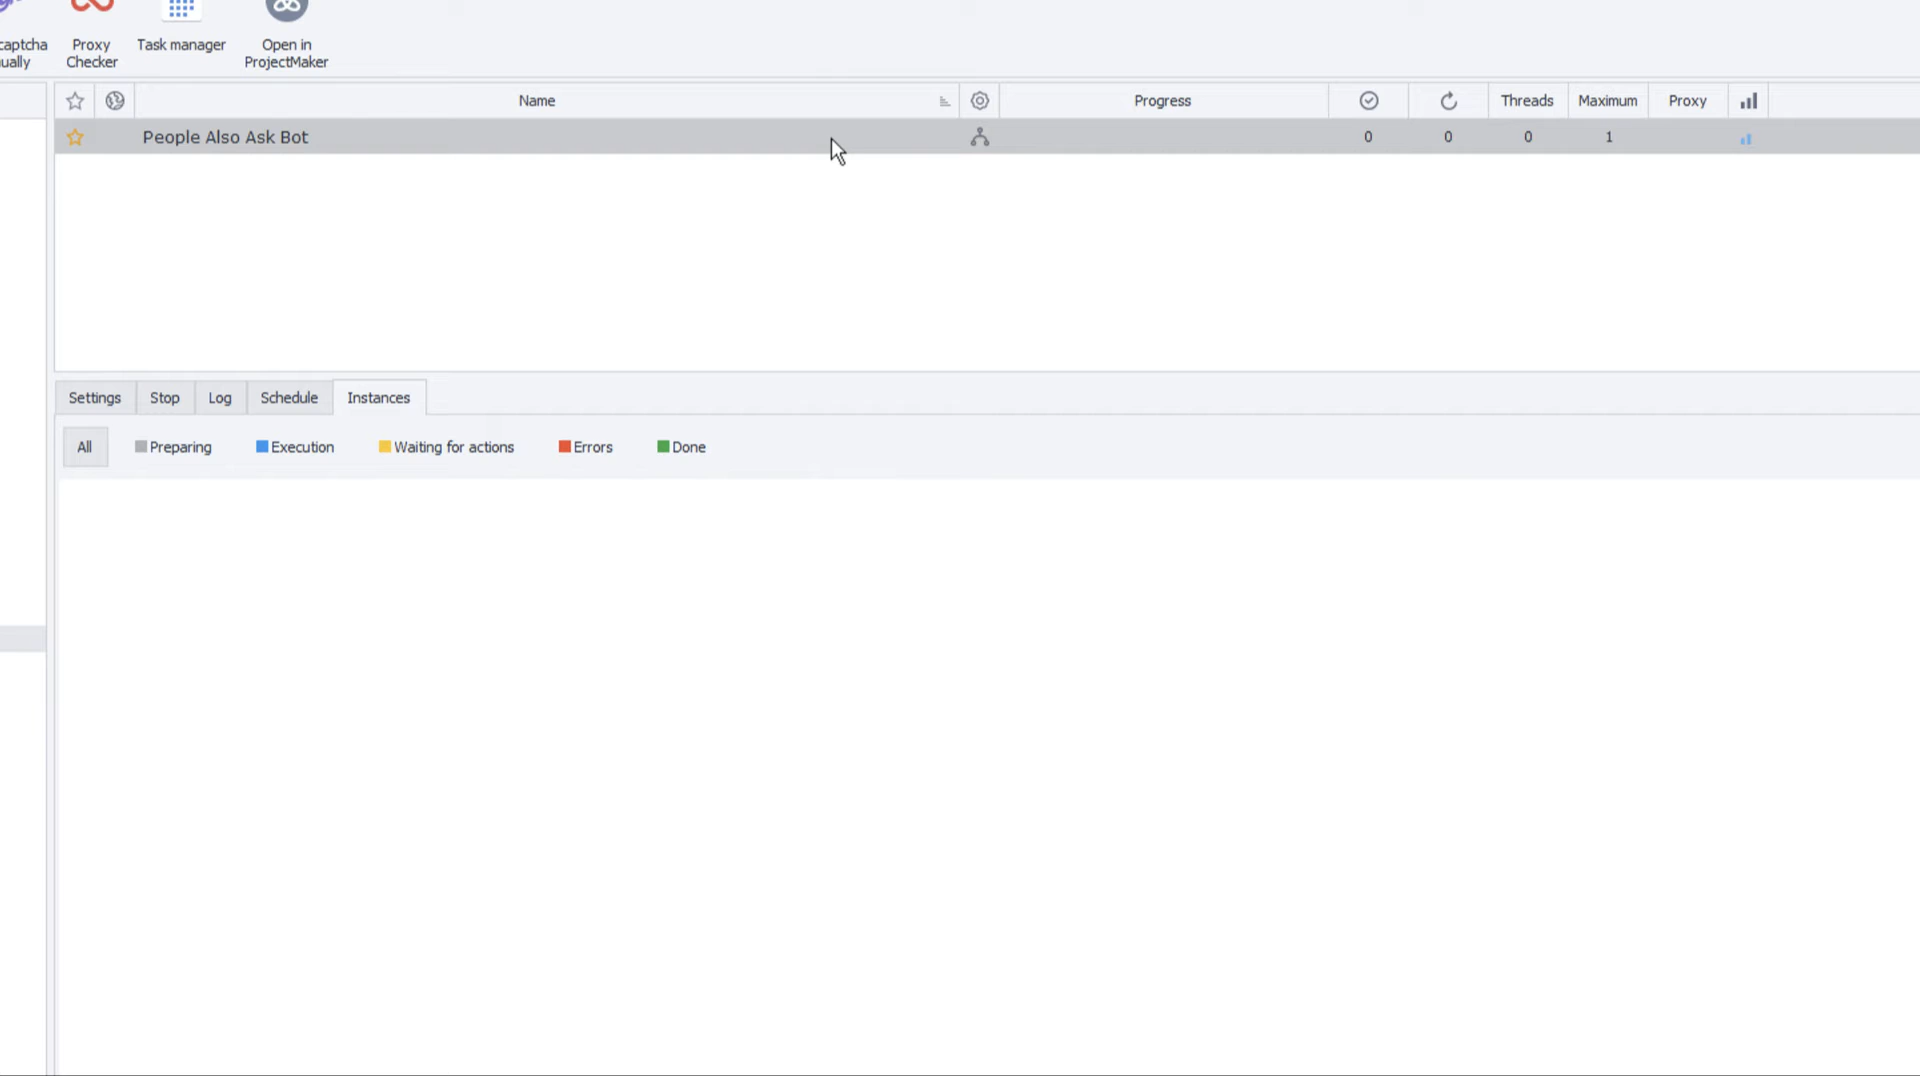 captcha
ually
Proxy
Checker
Task manager
Open in
ProjectMaker
Name
Progress
Threads
Maximum
Proxy
People Also Ask Bot
0
0
0
1
Settings
Stop
Log
Schedule
Instances
All
Preparing
Execution
Waiting for actions
Errors
Done